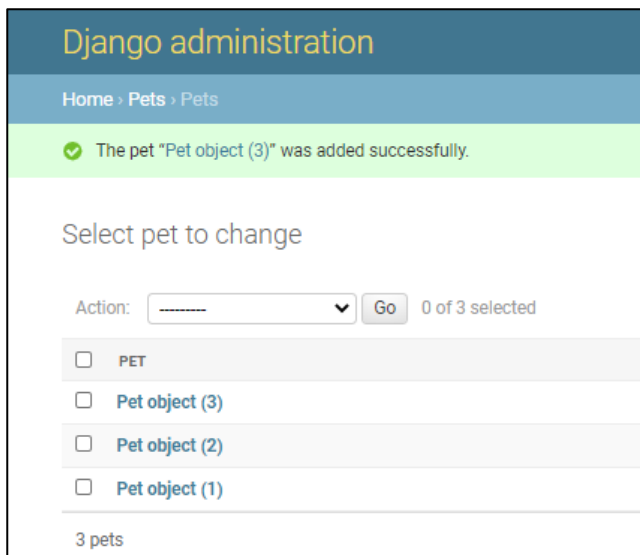 Django administration
Home › Pets › Pets
The pet “Pet object (3)” was added successfully.
Select pet to change
Action: --------- Go 0 of 3 selected
PET
Pet object (3)
Pet object (2)
Pet object (1)
3 pets